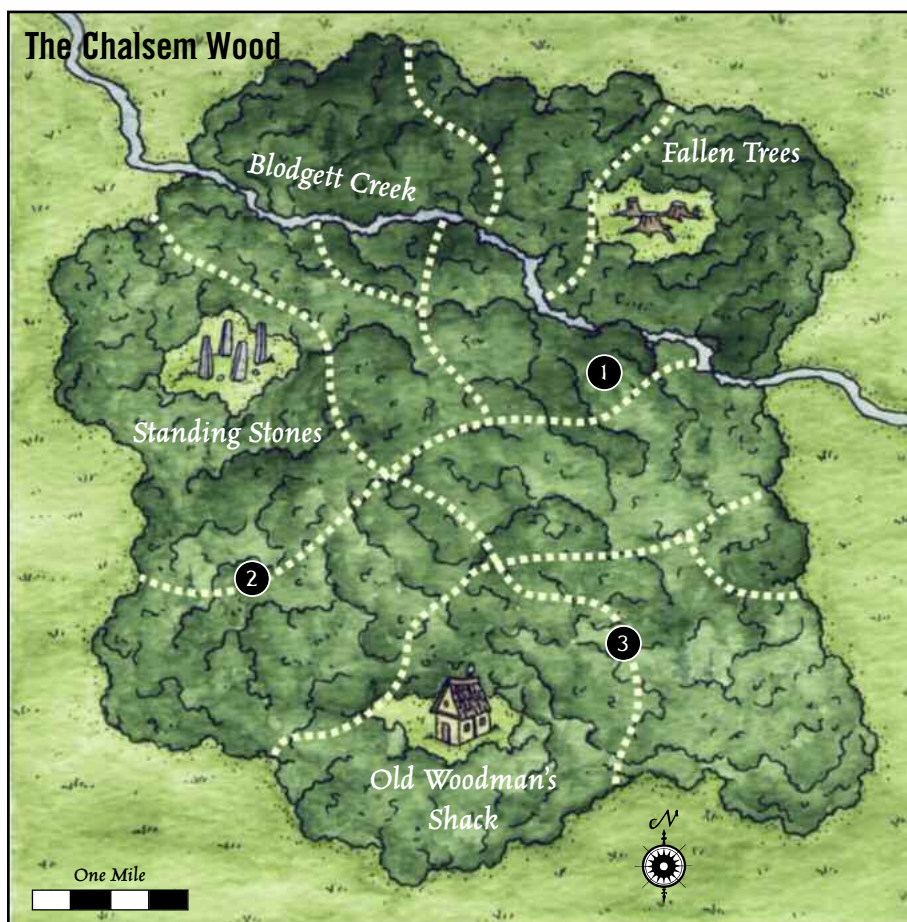 The Chalsem Wood
Blodgett Creek
Fallen Trees
1
Standing Stones
2
3
Old Woodman's
Shack
N
One Mile